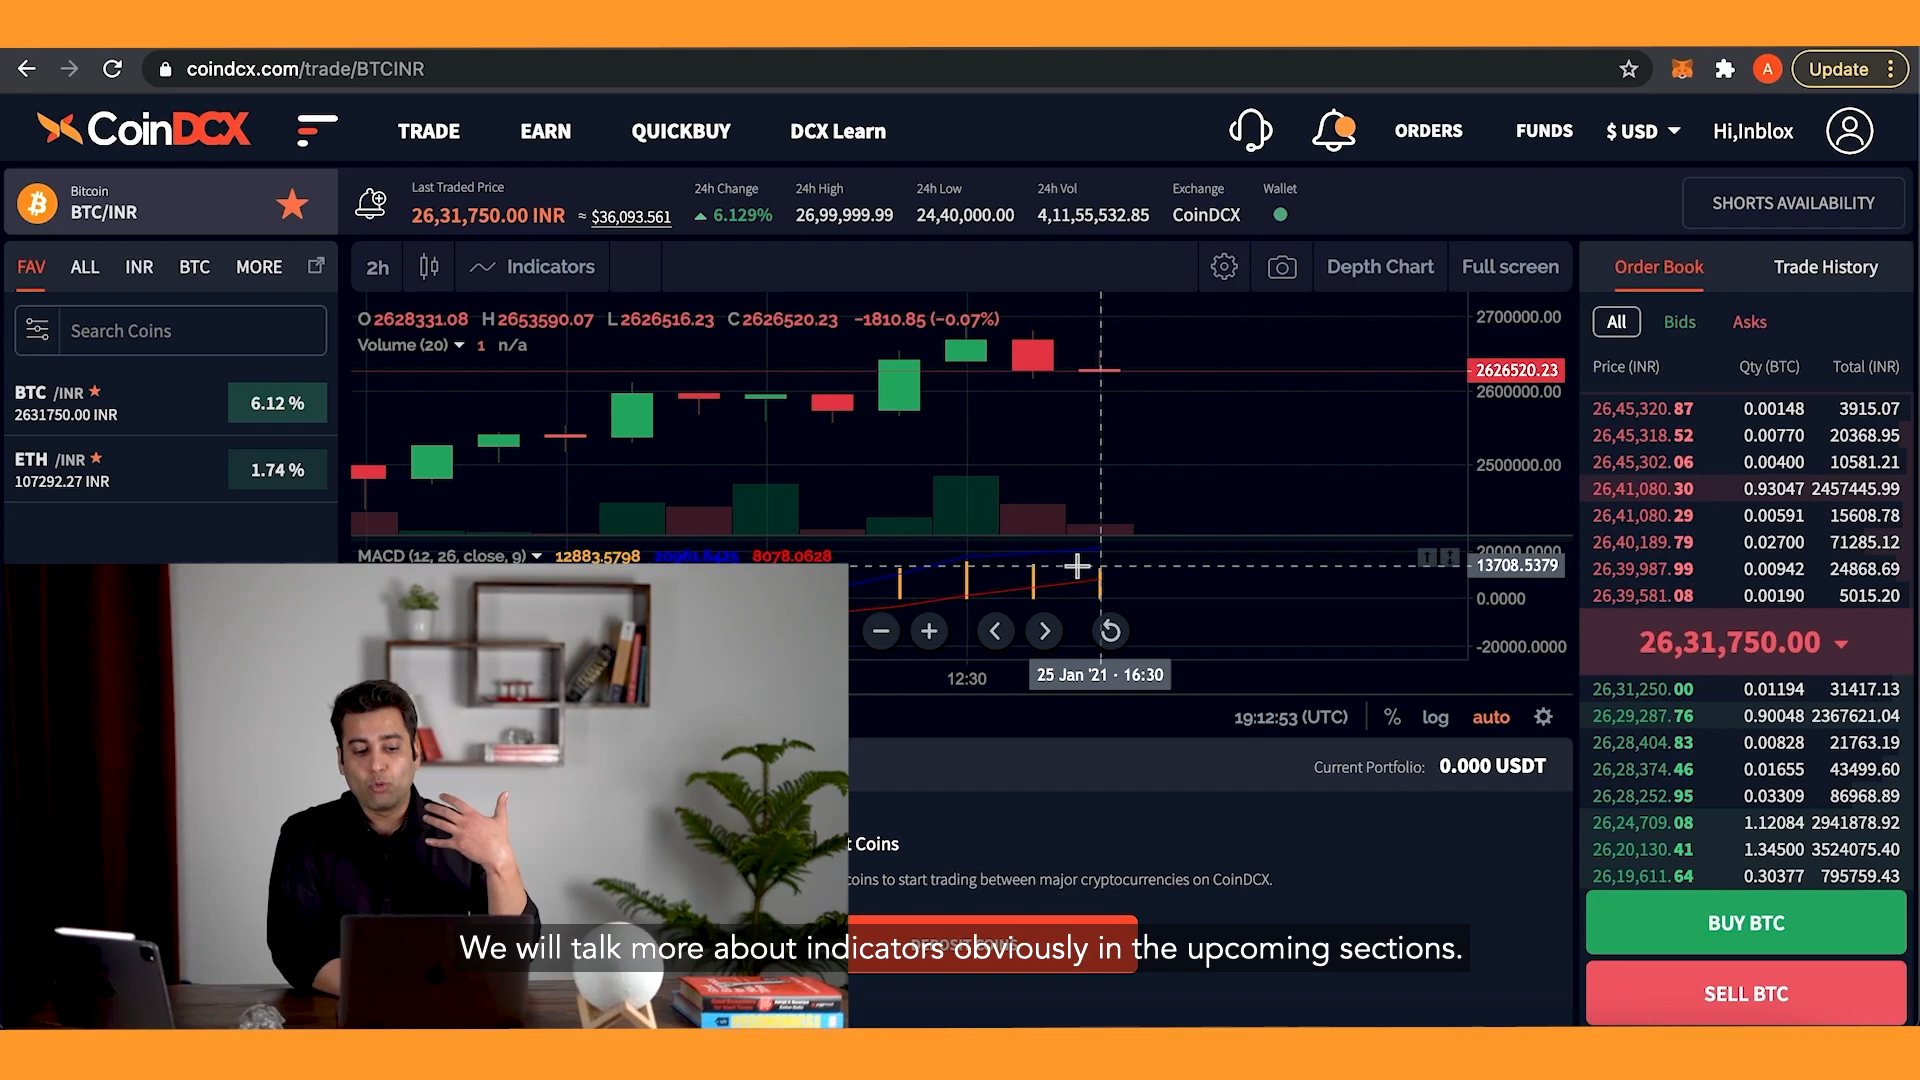 coindcx.com/trade/BTCINR
A
Update
CoinDCX
TRADE
EARN
QUICKBUY
DCX Learn
ORDERS
FUNDS
$ USD
Hi,Inblox
Bitcoin
BTC/INR
Last Traded Price
26,31,750.00 INR ≈ $36,093.561
24h Change
6.129%
24h High
26,99,999.99
24h Low
24,40,000.00
24h Vol
4,11,55,532.85
Exchange
CoinDCX
Wallet
SHORTS AVAILABILITY
FAV ALL INR BTC MORE
Search Coins
BTC /INR
2631750.00 INR
6.12 %
ETH /INR
107292.27 INR
1.74 %
2h
Indicators
Depth Chart
Full screen
O2628331.08 H2653590.07 L2626516.23 C2626520.23 −1810.85 (−0.07%)
Volume (20) 1 n/a
2700000.00
2626520.23
2600000.00
2500000.00
MACD (12, 26, close, 9) 12883.5798 20961.6425 8078.0628
20000.0000
13708.5379
0.0000
-20000.0000
12:30
25 Jan '21 · 16:30
19:12:53 (UTC) % log auto
Current Portfolio: 0.000 USDT
t Coins
coins to start trading between major cryptocurrencies on CoinDCX.
We will talk more about indicators obviously in the upcoming sections.
Order Book
Trade History
All Bids Asks
Price (INR) Qty (BTC) Total (INR)
26,45,320.87 0.00148 3915.07
26,45,318.52 0.00770 20368.95
26,45,302.06 0.00400 10581.21
26,41,080.30 0.93047 2457445.99
26,41,080.29 0.00591 15608.78
26,40,189.79 0.02700 71285.12
26,39,987.99 0.00942 24868.69
26,39,581.08 0.00190 5015.20
26,31,750.00
26,31,250.00 0.01194 31417.13
26,29,287.76 0.90048 2367621.04
26,28,404.83 0.00828 21763.19
26,28,374.46 0.01655 43499.60
26,28,252.95 0.03309 86968.89
26,24,709.08 1.12084 2941878.92
26,20,130.41 1.34500 3524075.40
26,19,611.64 0.30377 795759.43
BUY BTC
SELL BTC